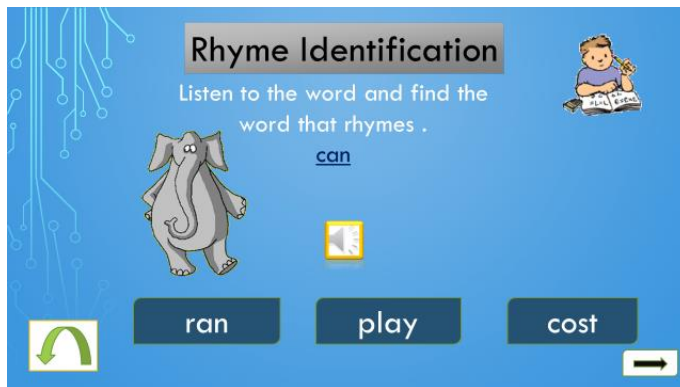 Rhyme Identification
Listen to the word and find the
word that rhymes .
can
ran
play
cost